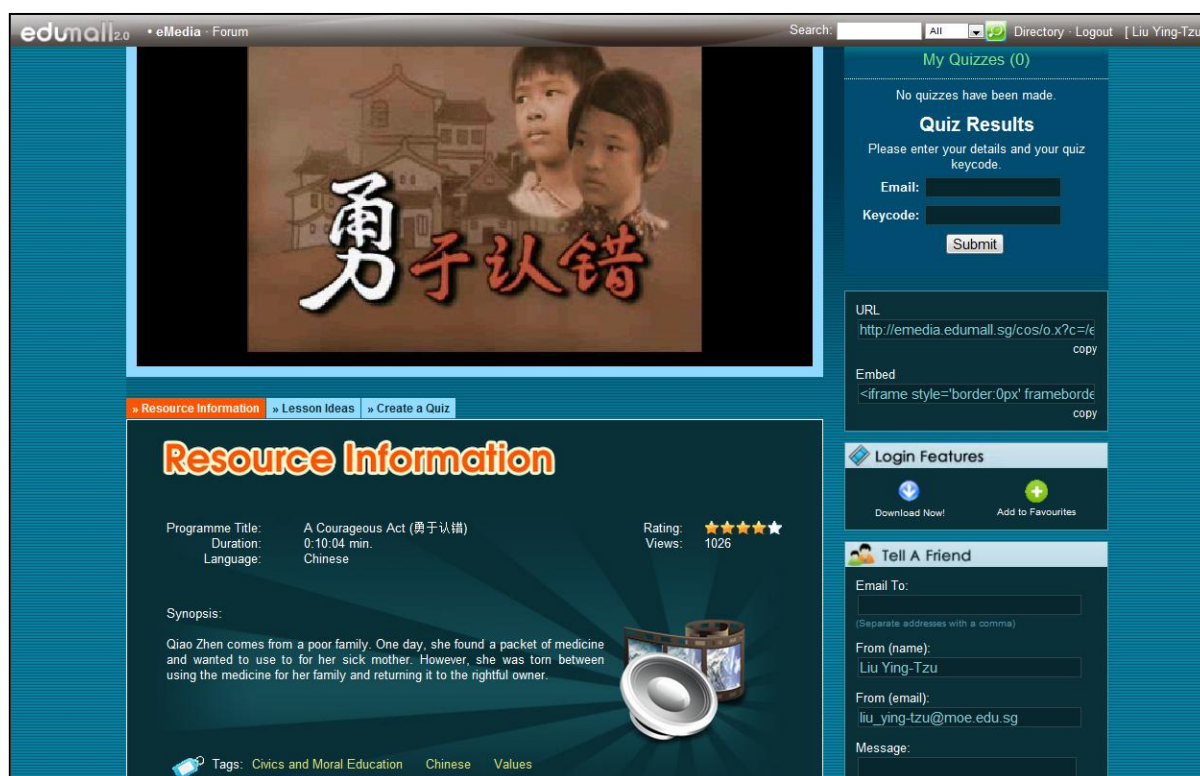 edumall2.0 • eMedia · Forum
Search: All Directory · Logout [ Liu Ying-Tzu
勇于认错
My Quizzes (0)
No quizzes have been made.
Quiz Results
Please enter your details and your quiz
keycode.
Email:
Keycode:
Submit
URL
http://emedia.edumall.sg/cos/o.x?c=/e
copy
Embed
<iframe style='border:0px' frameborde
copy
» Resource Information » Lesson Ideas » Create a Quiz
Resource Information
Programme Title: A Courageous Act (勇于认错)
Duration: 0:10:04 min.
Language: Chinese
Rating:
Views: 1026
Synopsis:
Qiao Zhen comes from a poor family. One day, she found a packet of medicine
and wanted to use to for her sick mother. However, she was torn between
using the medicine for her family and returning it to the rightful owner.
Tags: Civics and Moral Education Chinese Values
Login Features
Download Now! Add to Favourites
Tell A Friend
Email To:
(Separate addresses with a comma)
From (name):
Liu Ying-Tzu
From (email):
liu_ying-tzu@moe.edu.sg
Message: